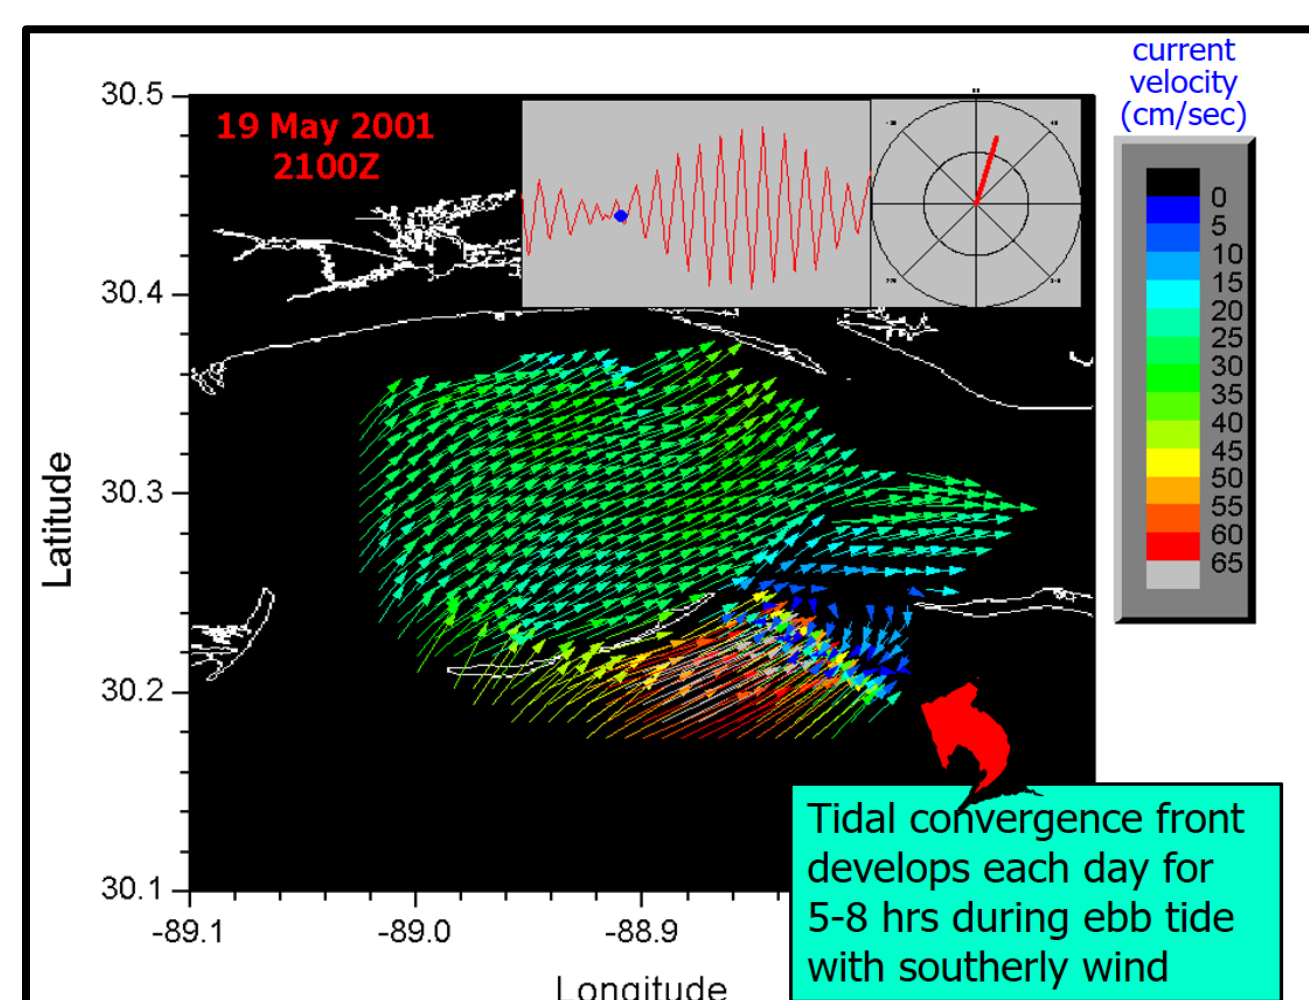 current
velocity
(cm/sec)
30.5
19 May 2001
2100Z
0
5
10
15
20
25
30
35
40
45
50
55
60
65
30.4
30.3
30.2
30.1
Latitude
-89.1
-89.0
-88.9
Longitude
Tidal convergence front
develops each day for
5-8 hrs during ebb tide
with southerly wind